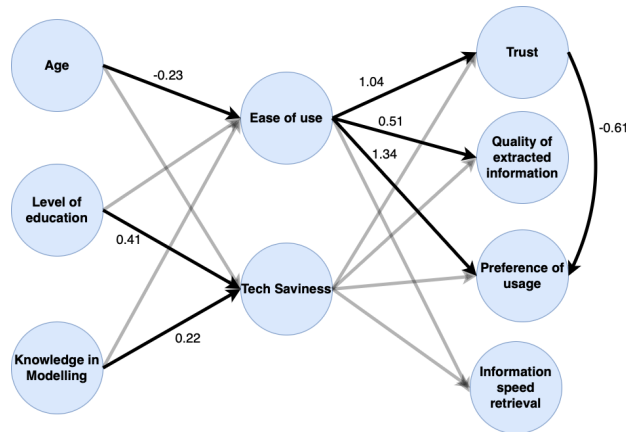 Age
-0.23
Ease of use
1.04
0.51
1.34
Trust
-0.61
Quality of
extracted
information
Level of
education
0.41
Tech Saviness
0.22
Preference of
usage
Knowledge in
Modelling
Information
speed
retrieval